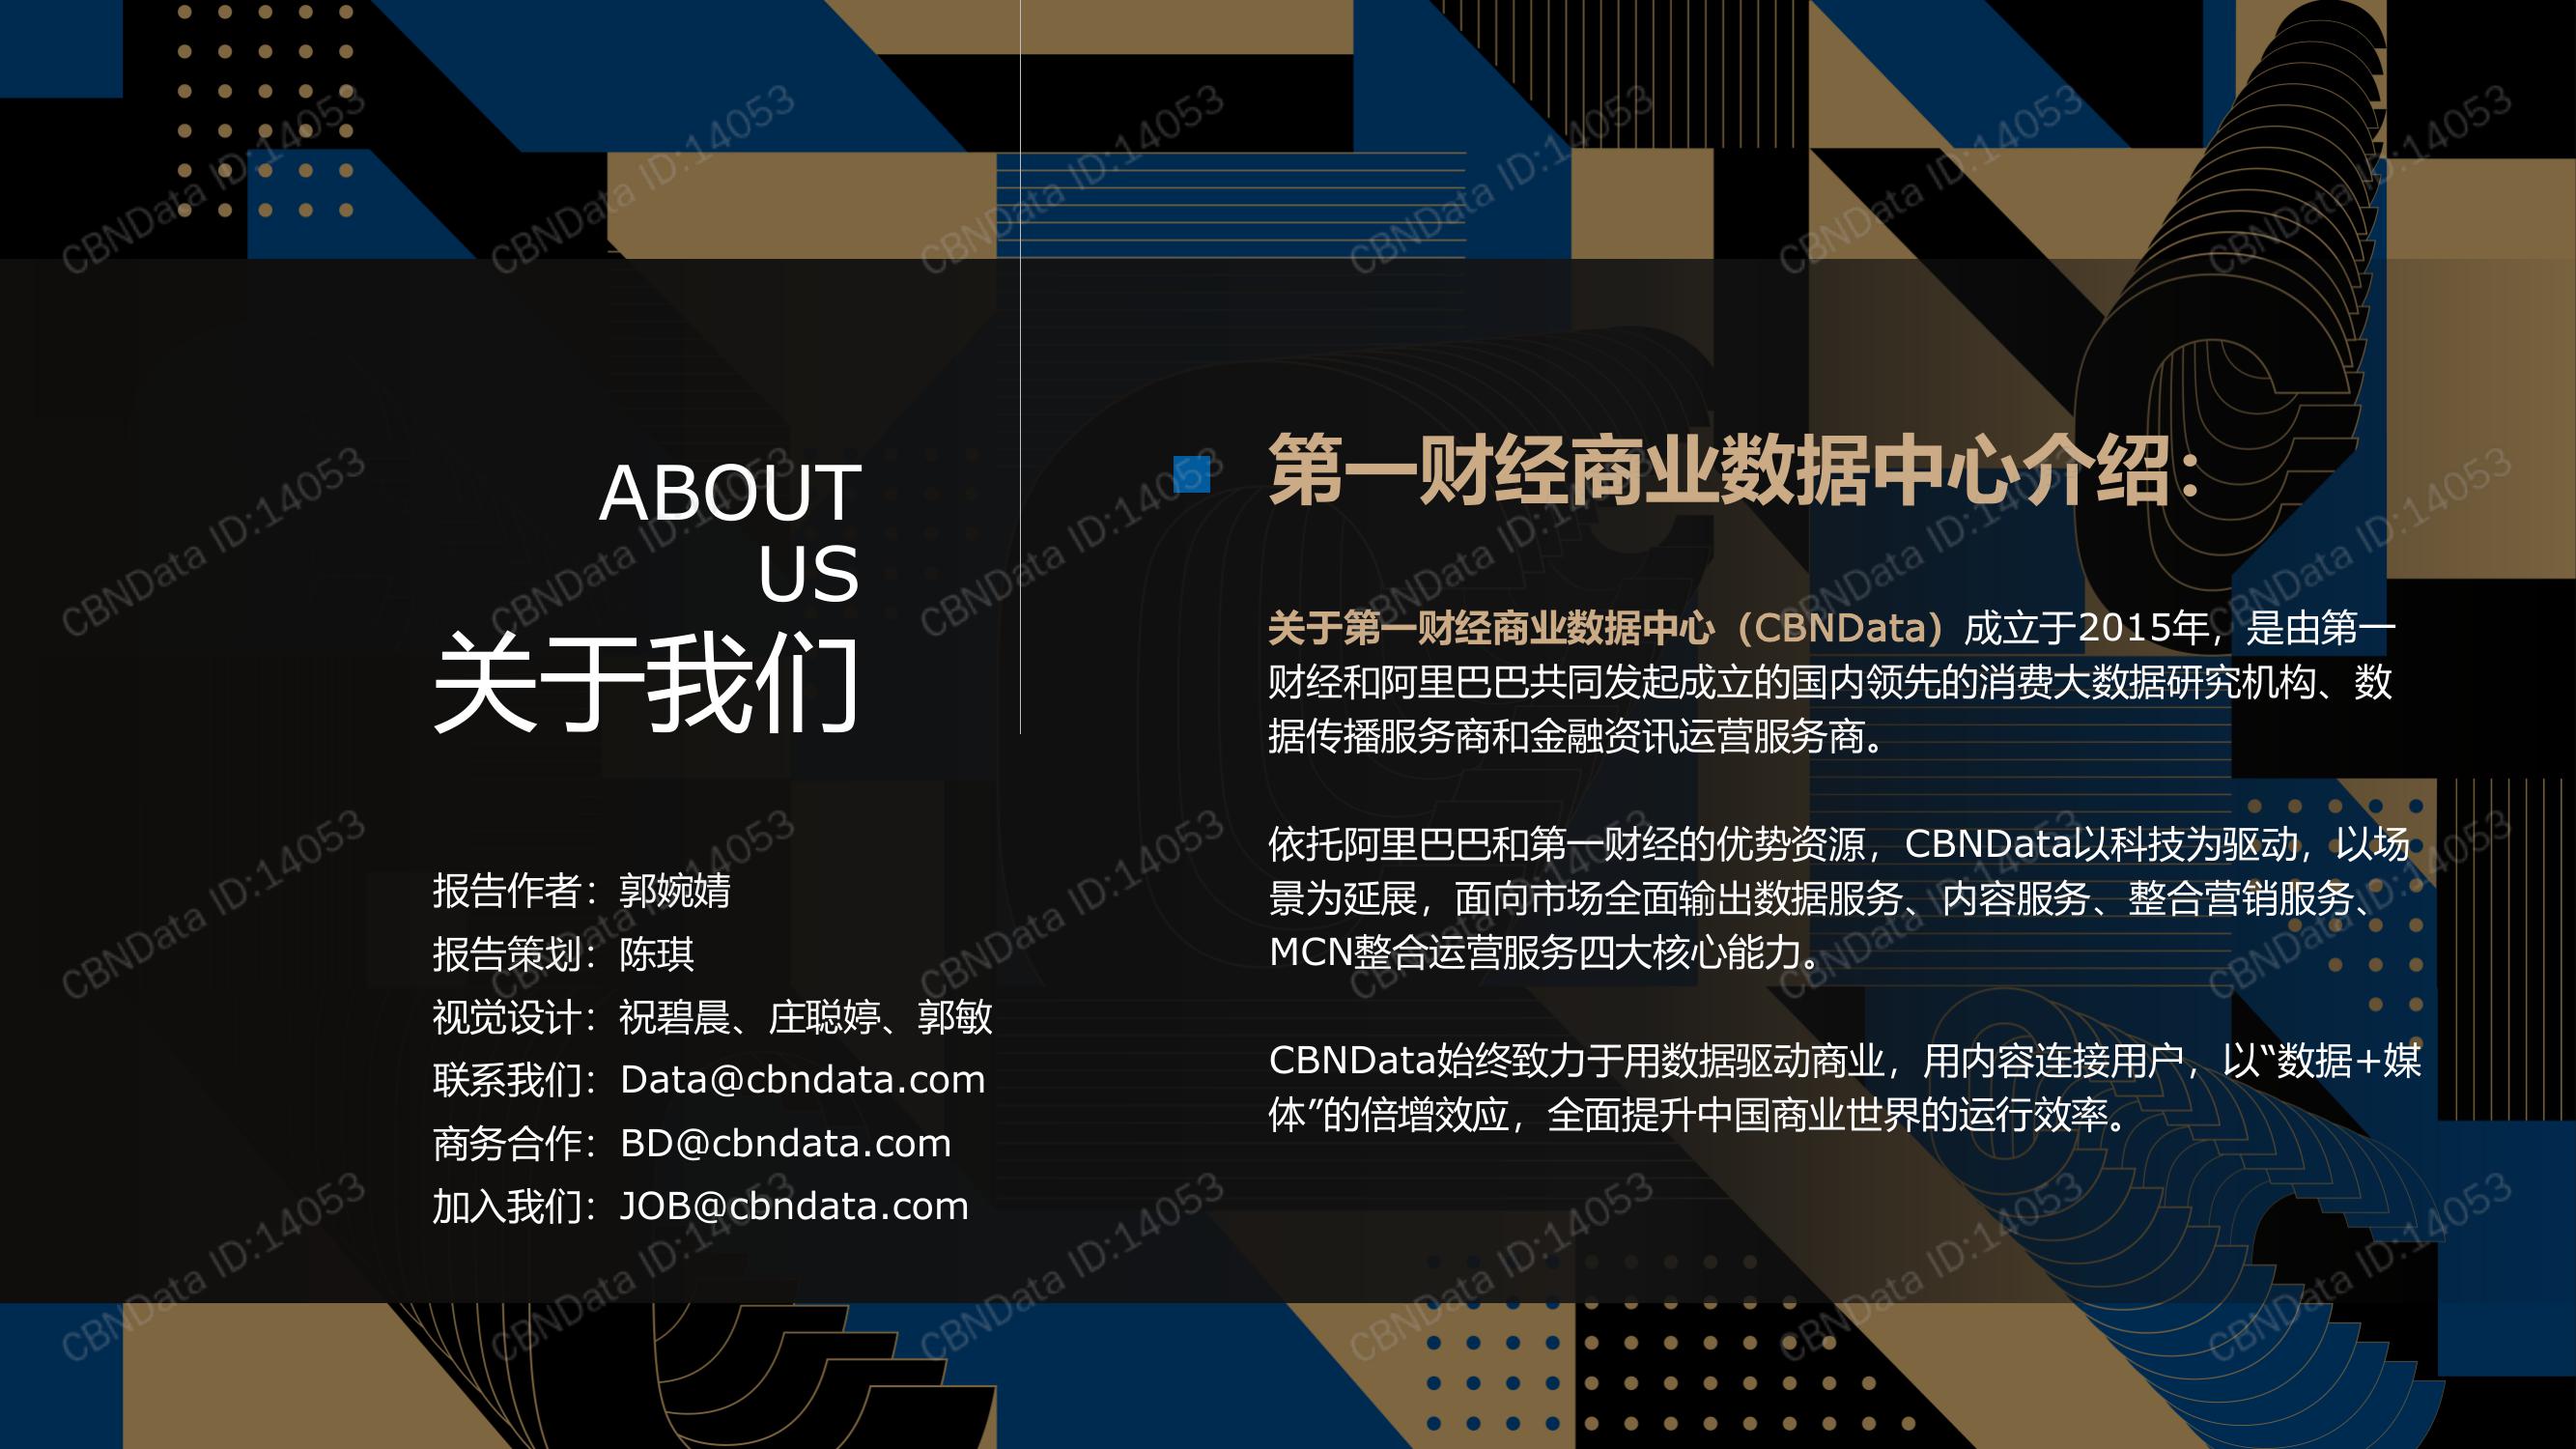 ABOUT
US
关于我们
报告作者：郭婉婧
报告策划：陈琪
视觉设计：祝碧晨、庄聪婷、郭敏
联系我们：Data@cbndata.com
商务合作：BD@cbndata.com
加入我们：JOB@cbndata.com
第一财经商业数据中心介绍：
关于第一财经商业数据中心（CBNData）成立于2015年，是由第一
财经和阿里巴巴共同发起成立的国内领先的消费大数据研究机构、数
据传播服务商和金融资讯运营服务商。
依托阿里巴巴和第一财经的优势资源，CBNData以科技为驱动，以场
景为延展，面向市场全面输出数据服务、内容服务、整合营销服务、
MCN整合运营服务四大核心能力。
CBNData始终致力于用数据驱动商业，用内容连接用户，以“数据+媒
体”的倍增效应，全面提升中国商业世界的运行效率。
CBNData ID:14053